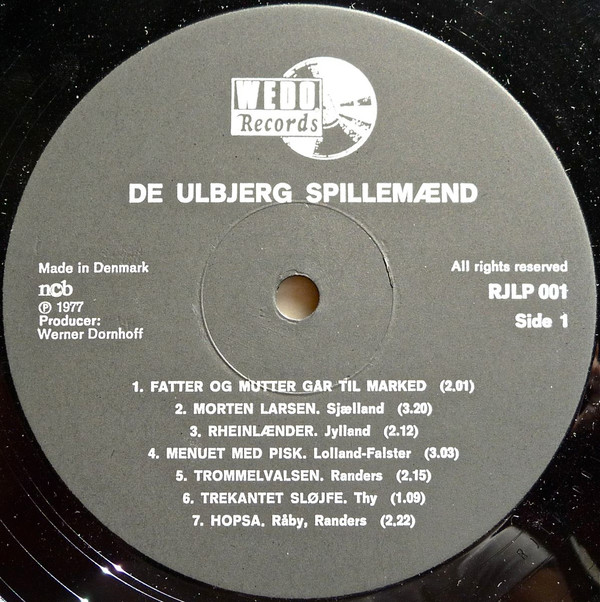 WEDO
Records
DE ULBJERG SPILLEMÆND
Made in Denmark
ncb
Ⓟ 1977
Producer:
Werner Dornhoff
All rights reserved
RJLP 001
Side 1
1. FATTER OG MUTTER GÅR TIL MARKED (2.01)
2. MORTEN LARSEN. Sjælland (3.20)
3. RHEINLÆNDER. Jylland (2.12)
4. MENUET MED PISK. Lolland-Falster (3.03)
5. TROMMELVALSEN. Randers (2.15)
6. TREKANTET SLØJFE. Thy (1.09)
7. HOPSA. Råby, Randers (2.22)